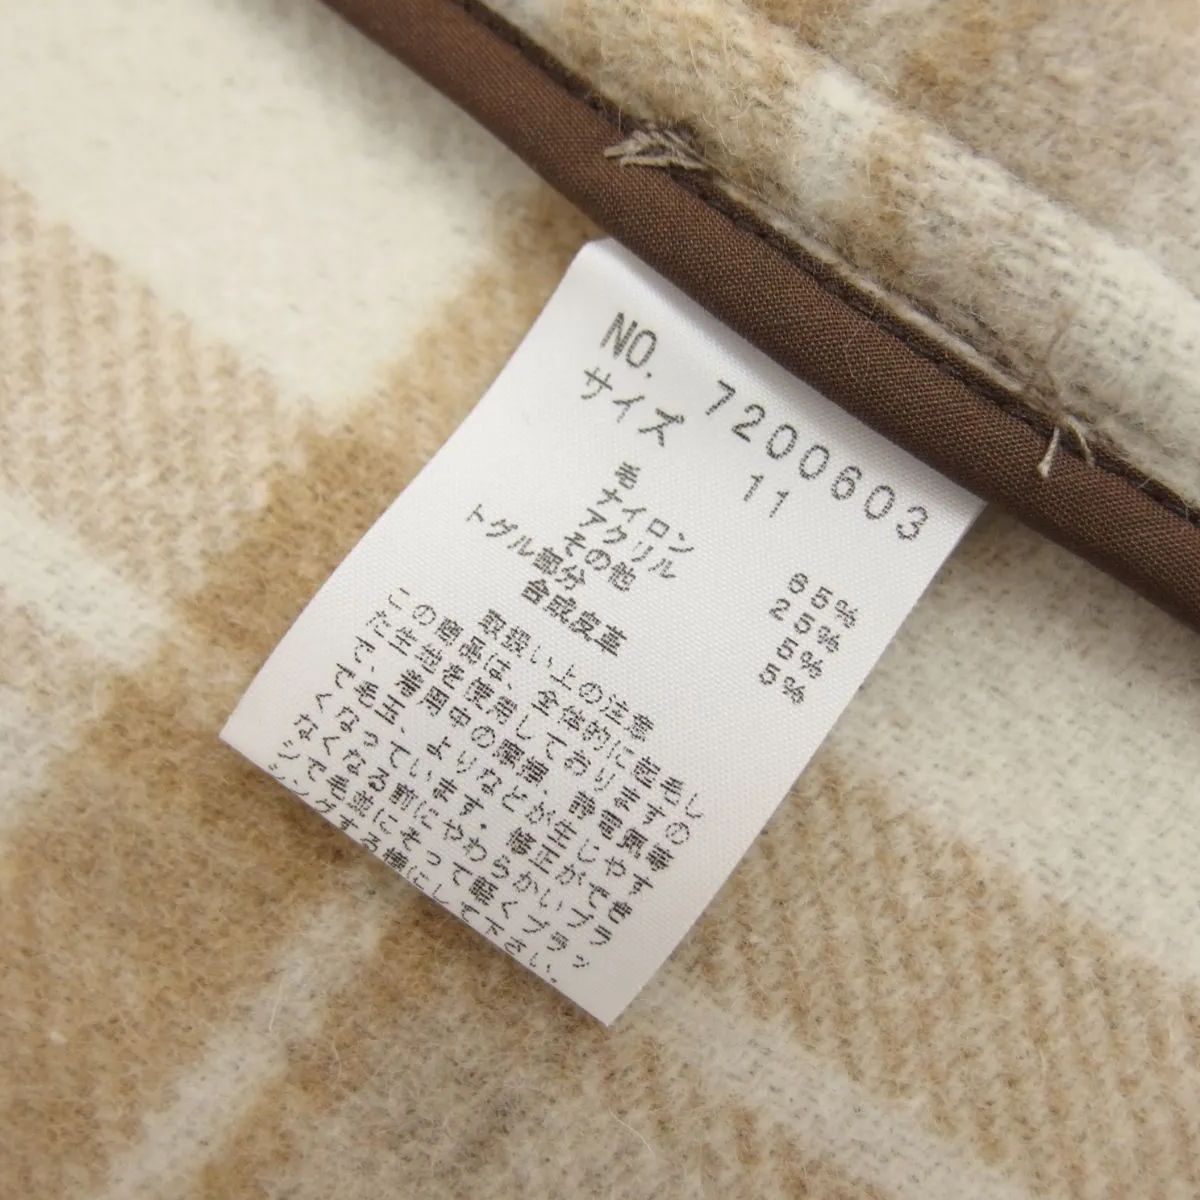 NO. 7200603
サイズ 11
毛 65%
ナイロン 25%
アクリル 5%
その他 5%
トグル部分
合成皮革
取扱い上の注意
この商品は、全体的に起毛し
た生地を使用しておりますの
で、着用中の摩擦、静電気帯
で毛玉、よりなどが生じやす
くなっています。修正ができ
なくなる前にやわらかいブラ
シで毛並にそって軽くブラッ
シングする様にして下さい。